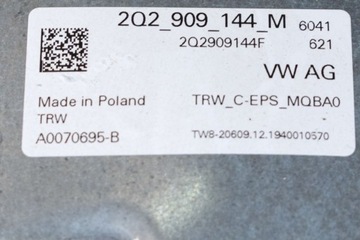 2Q2_909_144_M 6041
2Q2909144F 621
VW AG
Made in Poland TRW_C-EPS_MQBA0
TRW
A0070695-B TW8-20609.12.1940010570